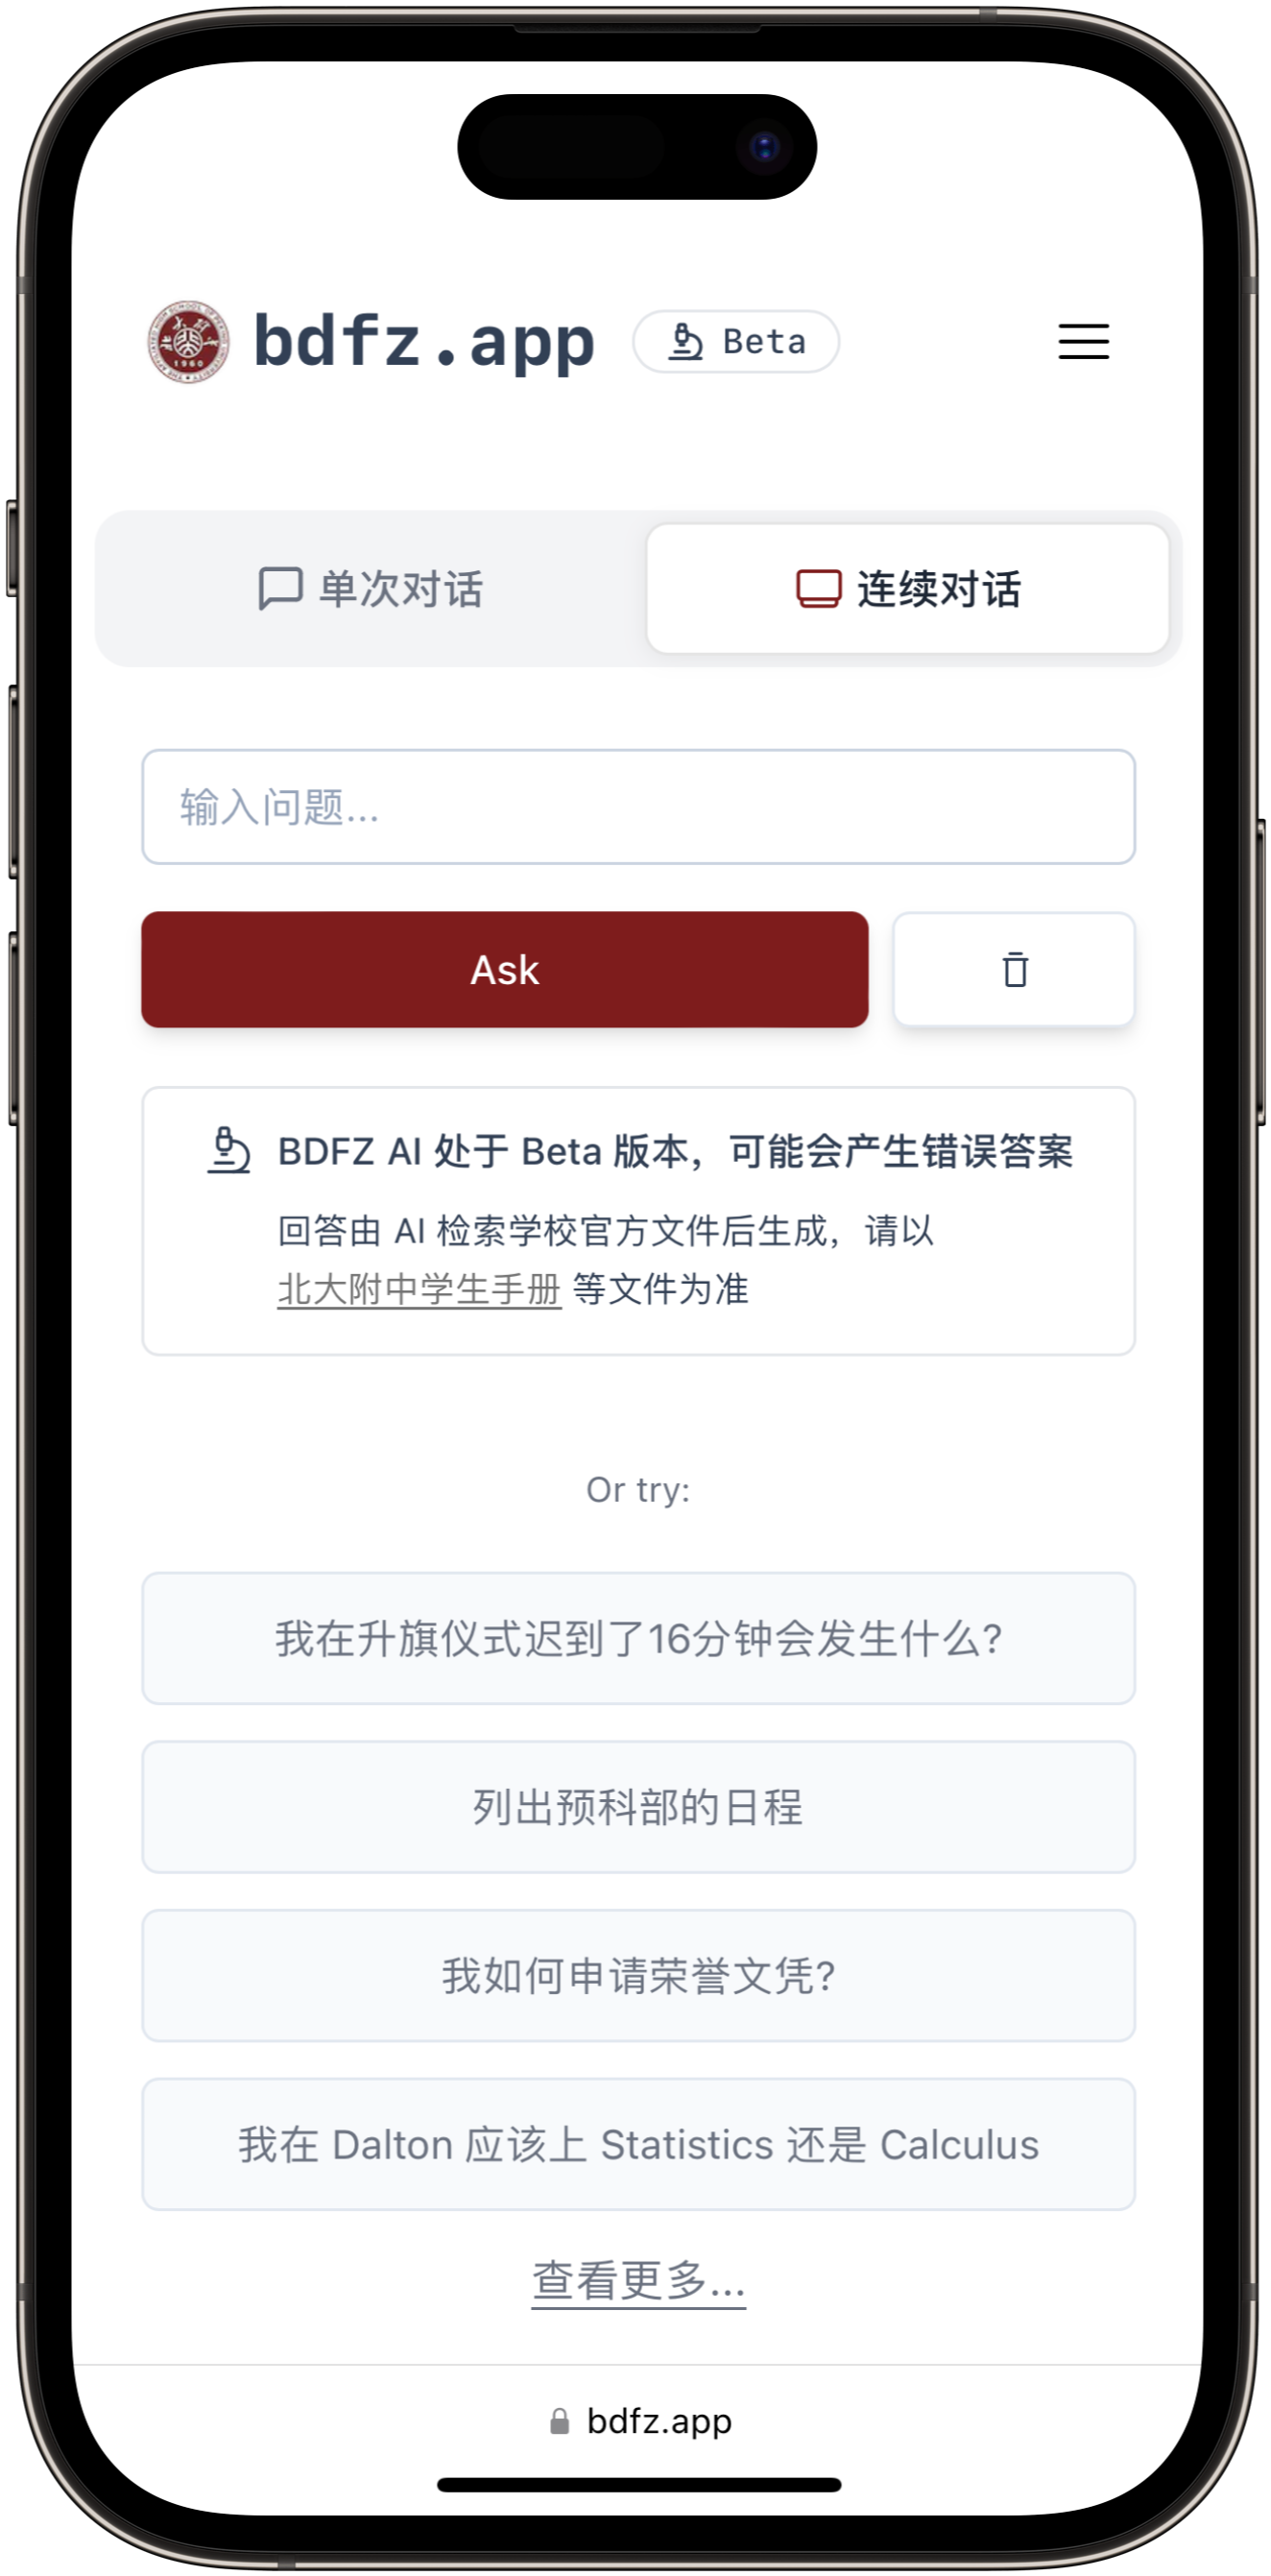 bdfz.app
Beta
单次对话
连续对话
输入问题...
Ask
BDFZ AI 处于 Beta 版本，可能会产生错误答案
回答由 AI 检索学校官方文件后生成，请以
北大附中学生手册 等文件为准
Or try:
我在升旗仪式迟到了16分钟会发生什么?
列出预科部的日程
我如何申请荣誉文凭?
我在 Dalton 应该上 Statistics 还是 Calculus
查看更多...
bdfz.app